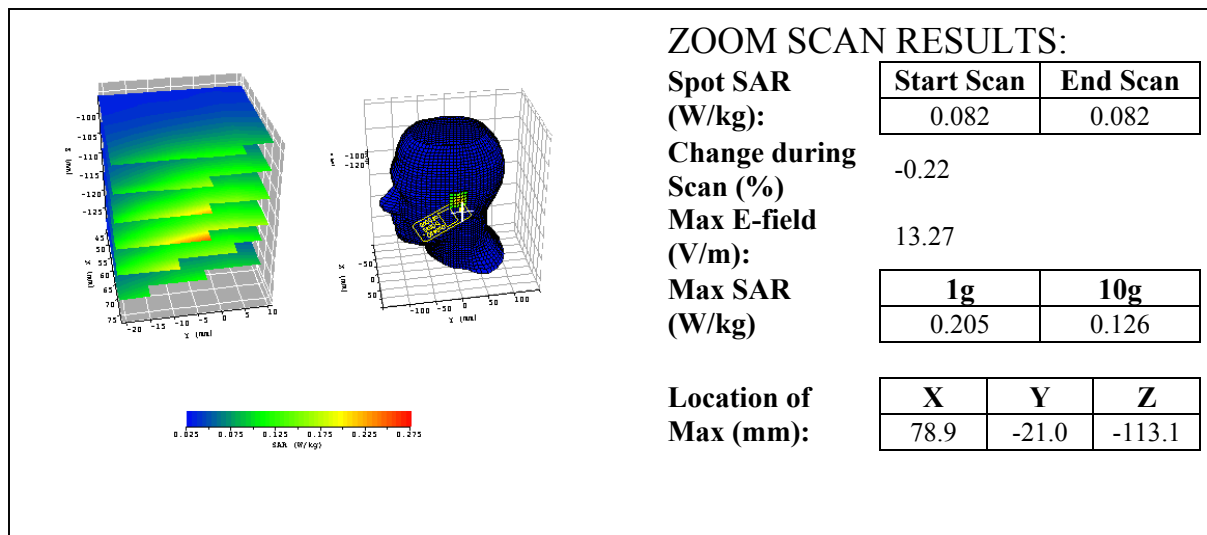 ZOOM SCAN RESULTS:
Spot SAR (W/kg):
Start Scan End Scan
0.082 0.082
Change during Scan (%)
-0.22
Max E-field (V/m):
13.27
Max SAR (W/kg)
1g 10g
0.205 0.126
Location of Max (mm):
X Y Z
78.9 -21.0 -113.1
-100
-105
-110
-115
-120
-125
45
50
55
60
65
70
75
-20 -15 -10 -5 0 5 10
Y (mm)
-100
-120
-50
0
50
-100 -50 0 50 100
Y (mm)
0.025 0.075 0.125 0.175 0.225 0.275
SAR (W/kg)